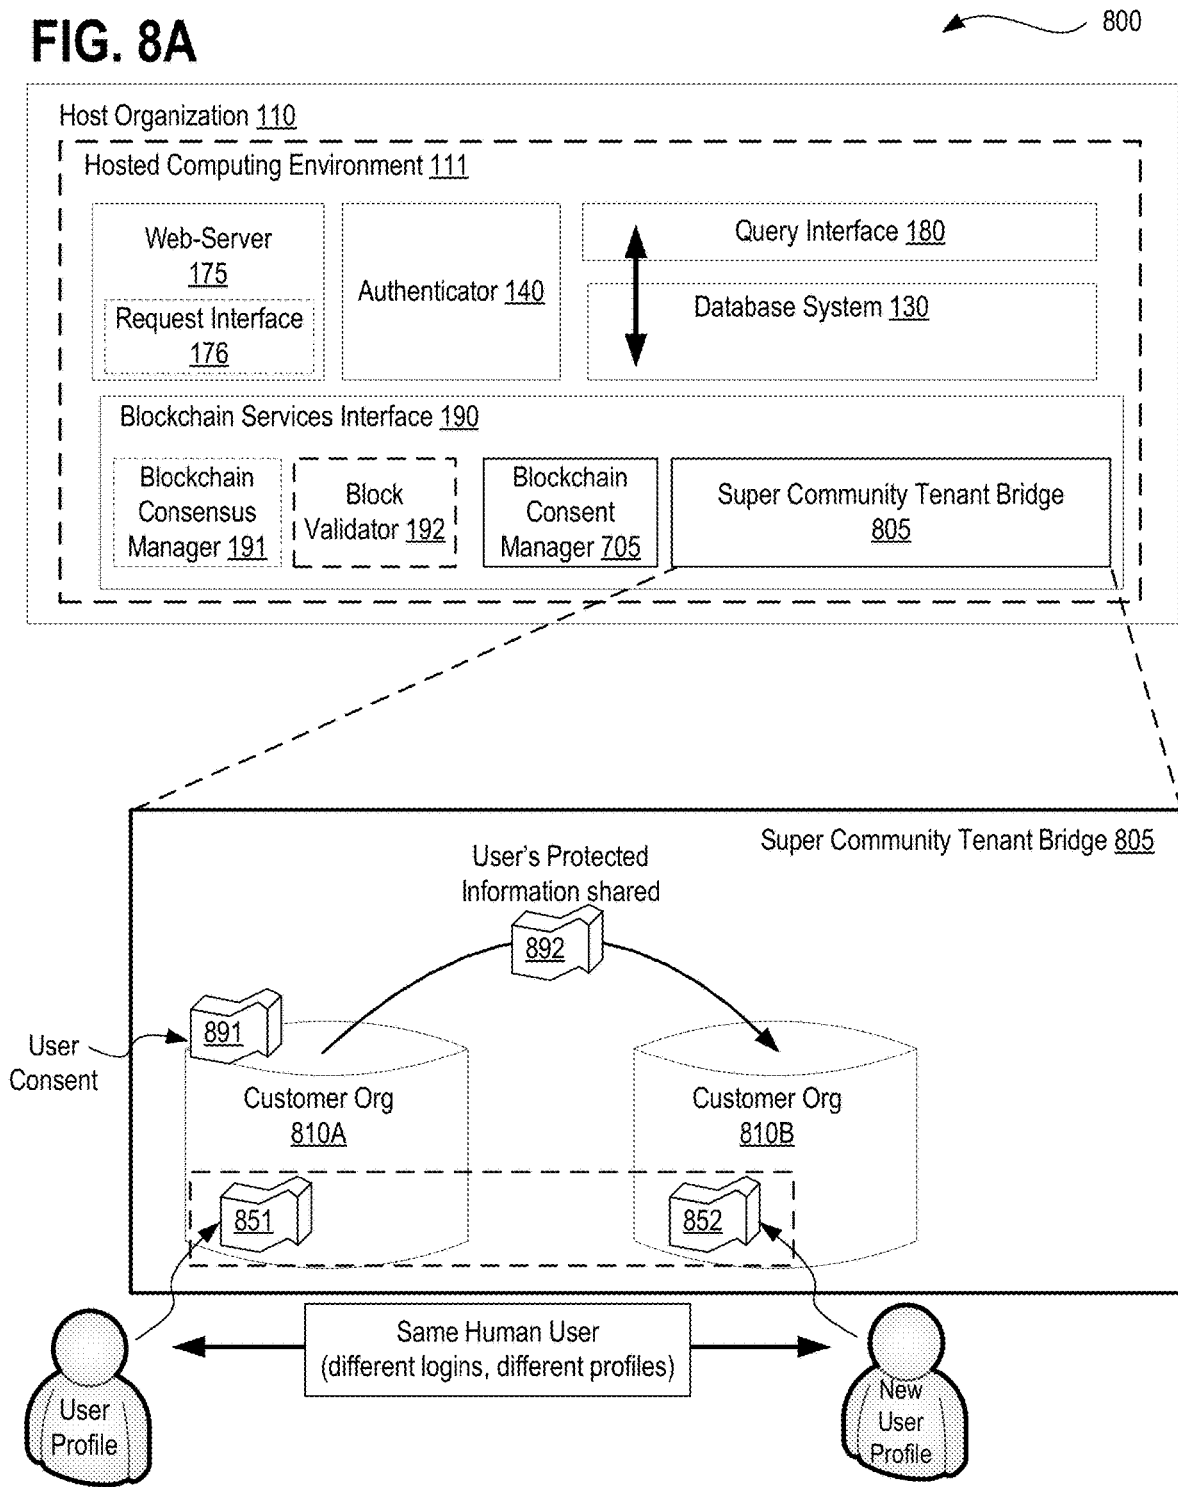 FIG. 8A
800
Host Organization 110
Hosted Computing Environment 111
Web-Server
175
Request Interface
176
Authenticator 140
Query Interface 180
Database System 130
Blockchain Services Interface 190
Blockchain
Consensus
Manager 191
Block
Validator 192
Blockchain
Consent
Manager 705
Super Community Tenant Bridge
805
Super Community Tenant Bridge 805
User's Protected
Information shared
892
891
User
Consent
Customer Org
810A
Customer Org
810B
851
852
Same Human User
(different logins, different profiles)
User
Profile
New
User
Profile